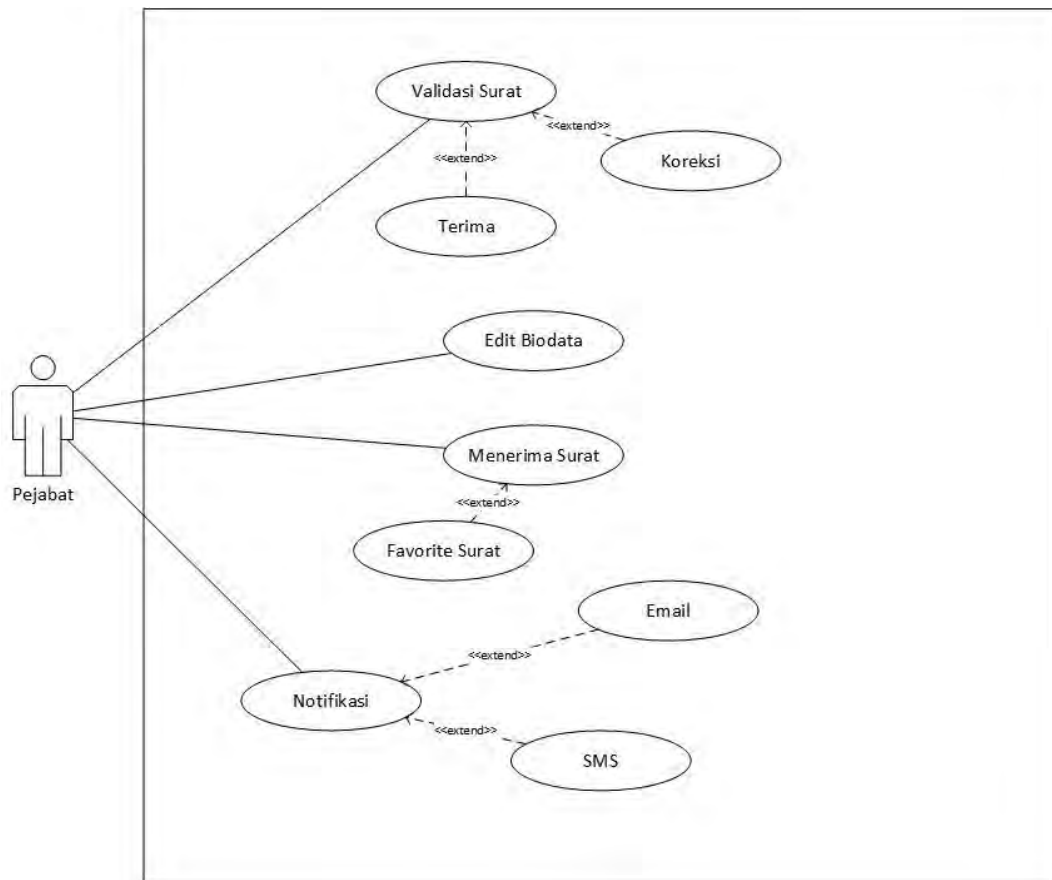 Validasi Surat
<<extend>>
Koreksi
<<extend>>
Terima
Edit Biodata
Pejabat
Menerima Surat
<<extend>>
Favorite Surat
Email
<<extend>>
Notifikasi
<<extend>>
SMS